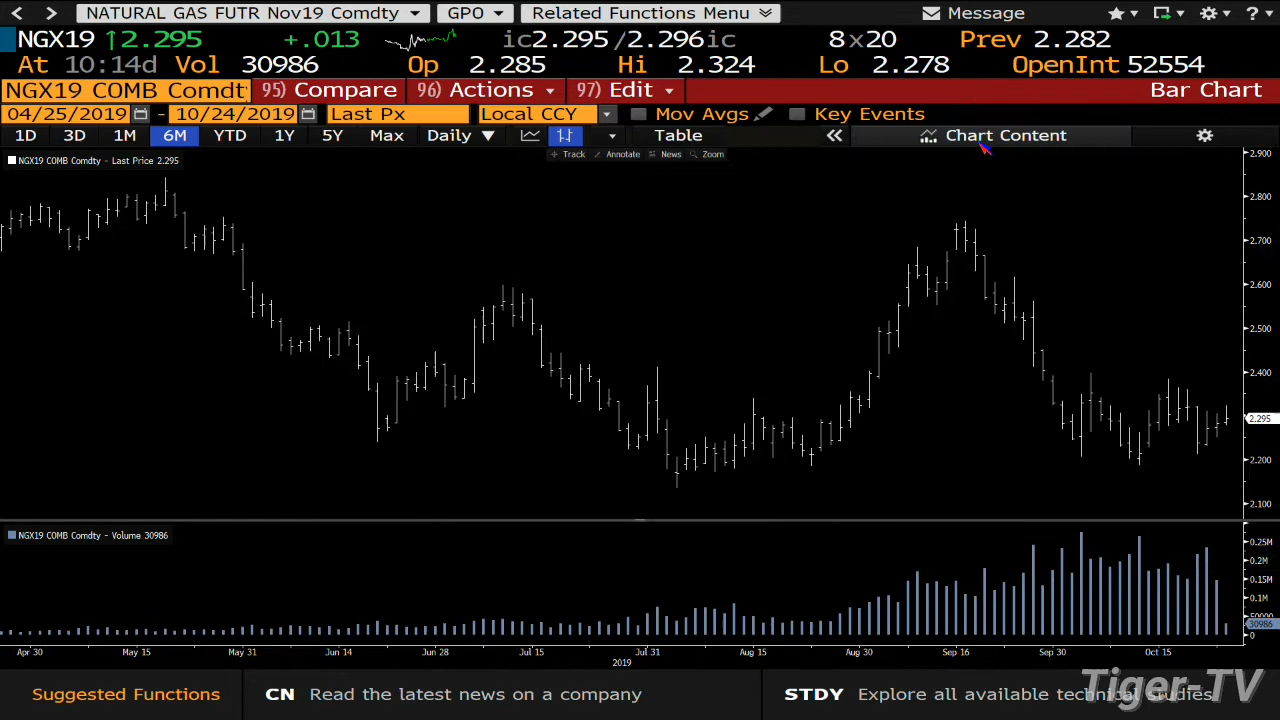 NATURAL GAS FUTR Nov19 Comdty GPO Related Functions Menu Message ?
NGX19 ↑2.295 +.013 ic2.295/2.296ic 8x20 Prev 2.282
At 10:14d Vol 30986 Op 2.285 Hi 2.324 Lo 2.278 OpenInt 52554
NGX19 COMB Comdty 95) Compare 96) Actions 97) Edit Bar Chart
04/25/2019 - 10/24/2019 Last Px Local CCY Mov Avgs Key Events
1D 3D 1M 6M YTD 1Y 5Y Max Daily Table Chart Content
Track Annotate News Zoom
NGX19 COMB Comdty - Last Price 2.295
2.900
2.800
2.700
2.600
2.500
2.400
2.295
2.200
2.100
NGX19 COMB Comdty - Volume 30986
0.25M
0.2M
0.15M
0.1M
50000
30986
0
Apr 30 May 15 May 31 Jun 14 Jun 28 Jul 15 Jul 31 Aug 15 Aug 30 Sep 16 Sep 30 Oct 15
2019
Suggested Functions CN Read the latest news on a company STDY Explore all available technical studies
Tiger-TV